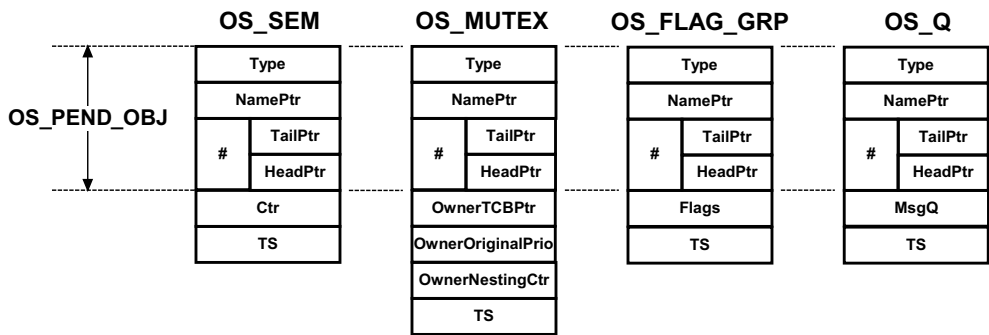 OS_SEM OS_MUTEX OS_FLAG_GRP OS_Q
Type Type Type Type
NamePtr NamePtr NamePtr NamePtr
OS_PEND_OBJ
TailPtr TailPtr TailPtr TailPtr
# # # #
HeadPtr HeadPtr HeadPtr HeadPtr
Ctr OwnerTCBPtr Flags MsgQ
TS OwnerOriginalPrio TS TS
OwnerNestingCtr
TS